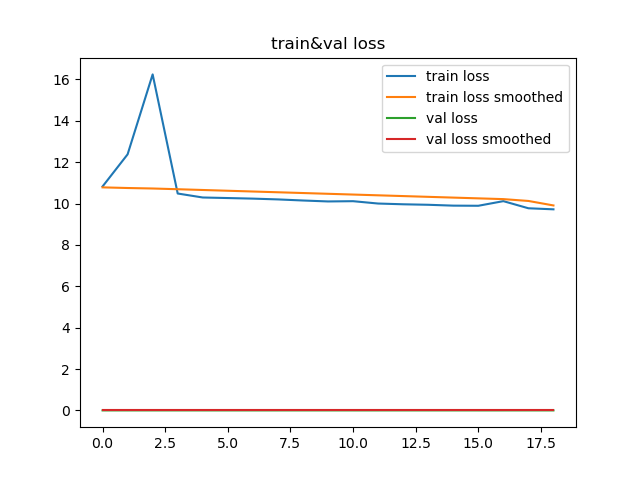 train&val loss
train loss
train loss smoothed
val loss
val loss smoothed
16
14
12
10
8
6
4
2
0
0.0 2.5 5.0 7.5 10.0 12.5 15.0 17.5